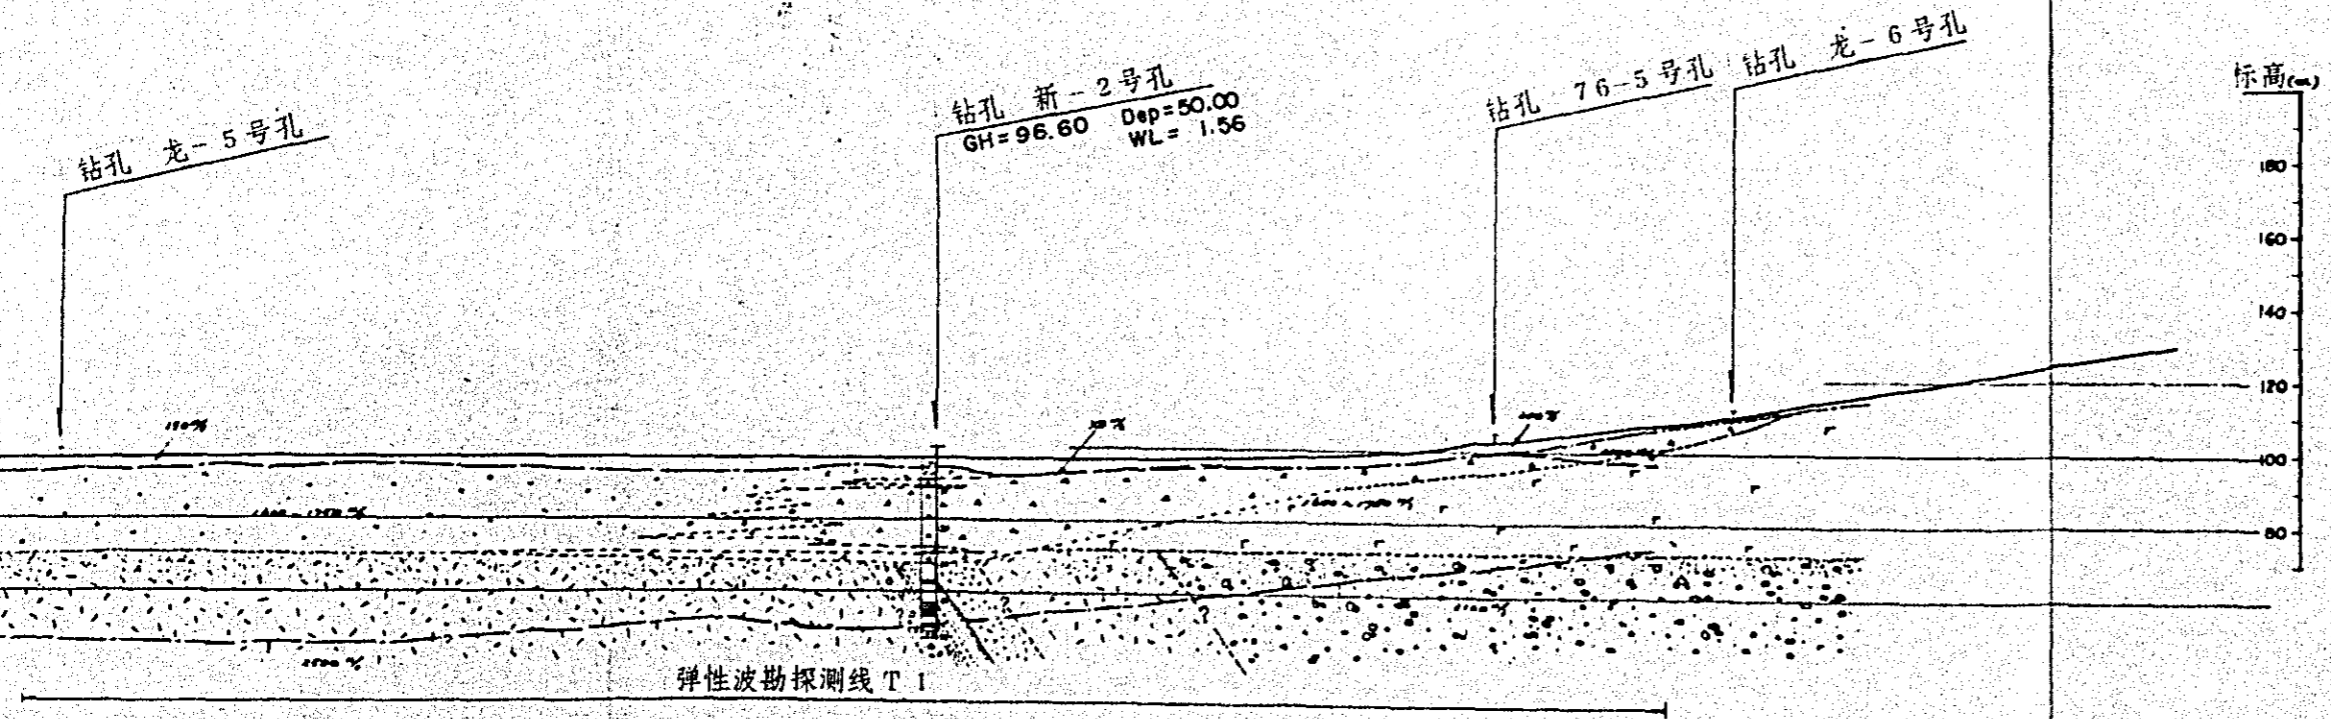 钻孔 龙-5号孔
钻孔 新-2号孔
GH=96.60 Dep=50.00
WL= 1.56
钻孔 76-5号孔
钻孔 龙-6号孔
标高(m)
180
160
140
120
100
80
?
?
?
弹性波勘探测线T 1